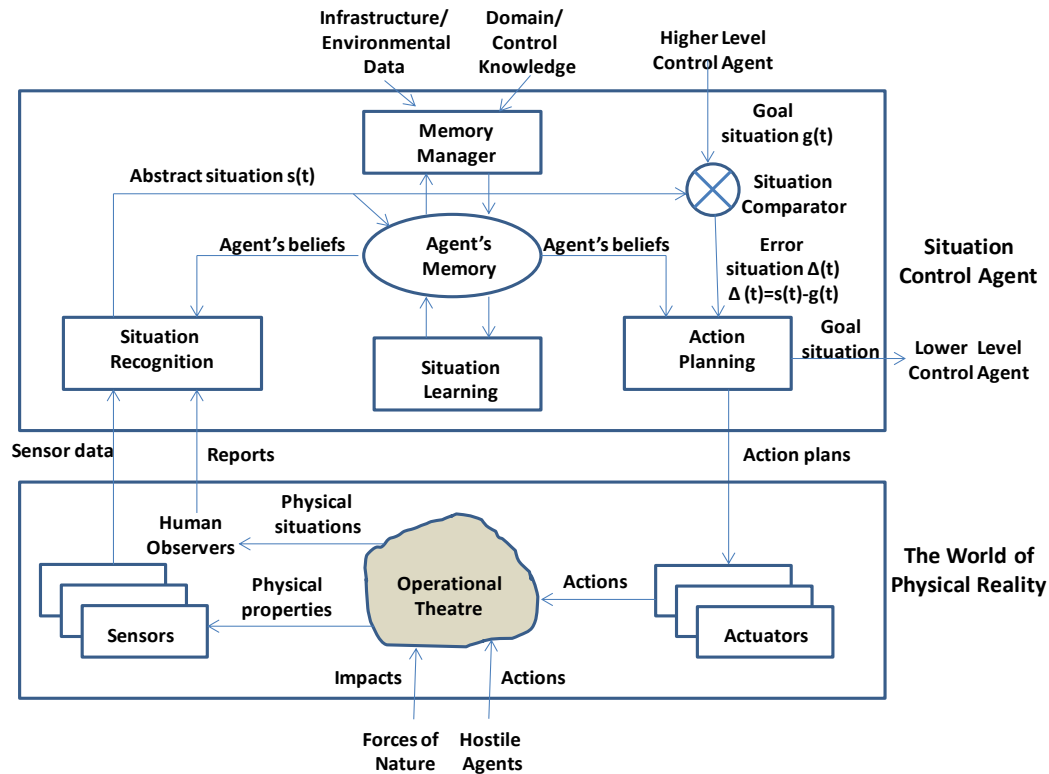 Infrastructure/
Environmental
Data
Domain/
Control
Knowledge
Higher Level
Control Agent
Goal
situation g(t)
Memory
Manager
Abstract situation s(t)
Situation
Comparator
Agent's beliefs
Agent's
Memory
Agent's beliefs
Error
situation Δ(t)
Δ (t)=s(t)-g(t)
Situation
Control Agent
Situation
Recognition
Situation
Learning
Action
Planning
Goal
situation
Lower Level
Control Agent
Sensor data
Reports
Action plans
Human
Observers
Physical
situations
Physical
properties
Operational
Theatre
Actions
Sensors
Actuators
The World of
Physical Reality
Impacts
Actions
Forces of
Nature
Hostile
Agents